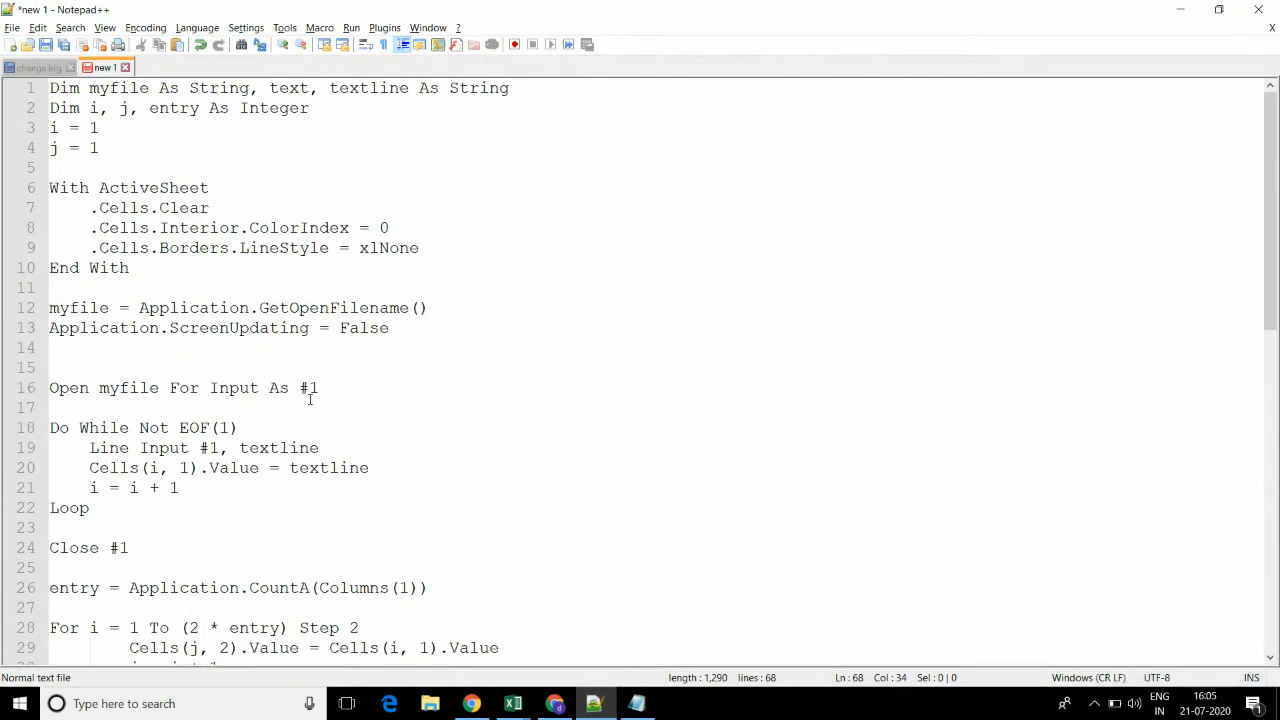 *new 1 - Notepad++
File Edit Search View Encoding Language Settings Tools Macro Run Plugins Window ? X
change.log new 1
1 Dim myfile As String, text, textline As String
2 Dim i, j, entry As Integer
3 i = 1
4 j = 1
5
6 With ActiveSheet
7 .Cells.Clear
8 .Cells.Interior.ColorIndex = 0
9 .Cells.Borders.LineStyle = xlNone
10 End With
11
12 myfile = Application.GetOpenFilename()
13 Application.ScreenUpdating = False
14
15
16 Open myfile For Input As #1
17
18 Do While Not EOF(1)
19 Line Input #1, textline
20 Cells(i, 1).Value = textline
21 i = i + 1
22 Loop
23
24 Close #1
25
26 entry = Application.CountA(Columns(1))
27
28 For i = 1 To (2 * entry) Step 2
29 Cells(j, 2).Value = Cells(i, 1).Value
Normal text file length : 1,290 lines : 68 Ln : 68 Col : 34 Sel : 0 | 0 Windows (CR LF) UTF-8 INS
Type here to search ENG 16:05
IN 21-07-2020